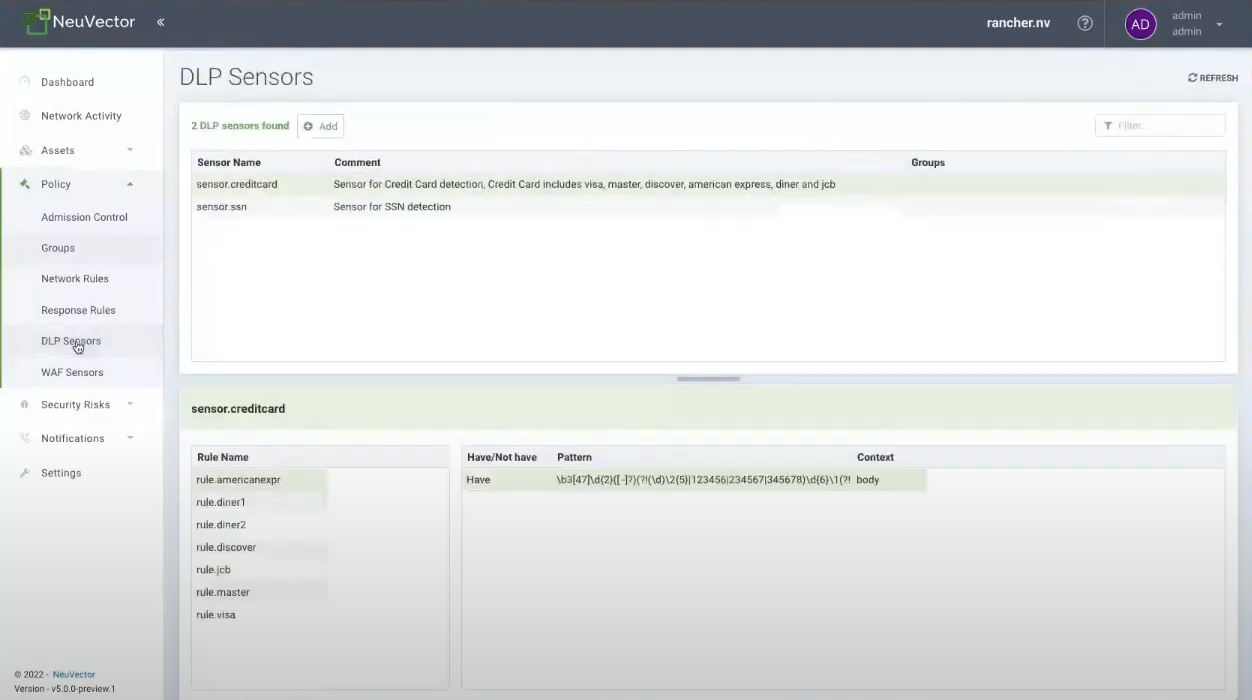 NeuVector «
rancher.nv ? AD admin
admin
Dashboard
Network Activity
Assets
Policy
Admission Control
Groups
Network Rules
Response Rules
DLP Sensors
WAF Sensors
Security Risks
Notifications
Settings
© 2022 - NeuVector
Version - v5.0.0-preview.1
DLP Sensors
REFRESH
2 DLP sensors found Add Filter...
Sensor Name Comment Groups
sensor.creditcard Sensor for Credit Card detection, Credit Card includes visa, master, discover, american express, diner and jcb
sensor.ssn Sensor for SSN detection
sensor.creditcard
Rule Name
rule.americanexpr
rule.diner1
rule.diner2
rule.discover
rule.jcb
rule.master
rule.visa
Have/Not have Pattern Context
Have \b3[47]\d{2}([ -]?)(?!(\d)\2{5}|123456|234567|345678)\d{6}\1(?! body